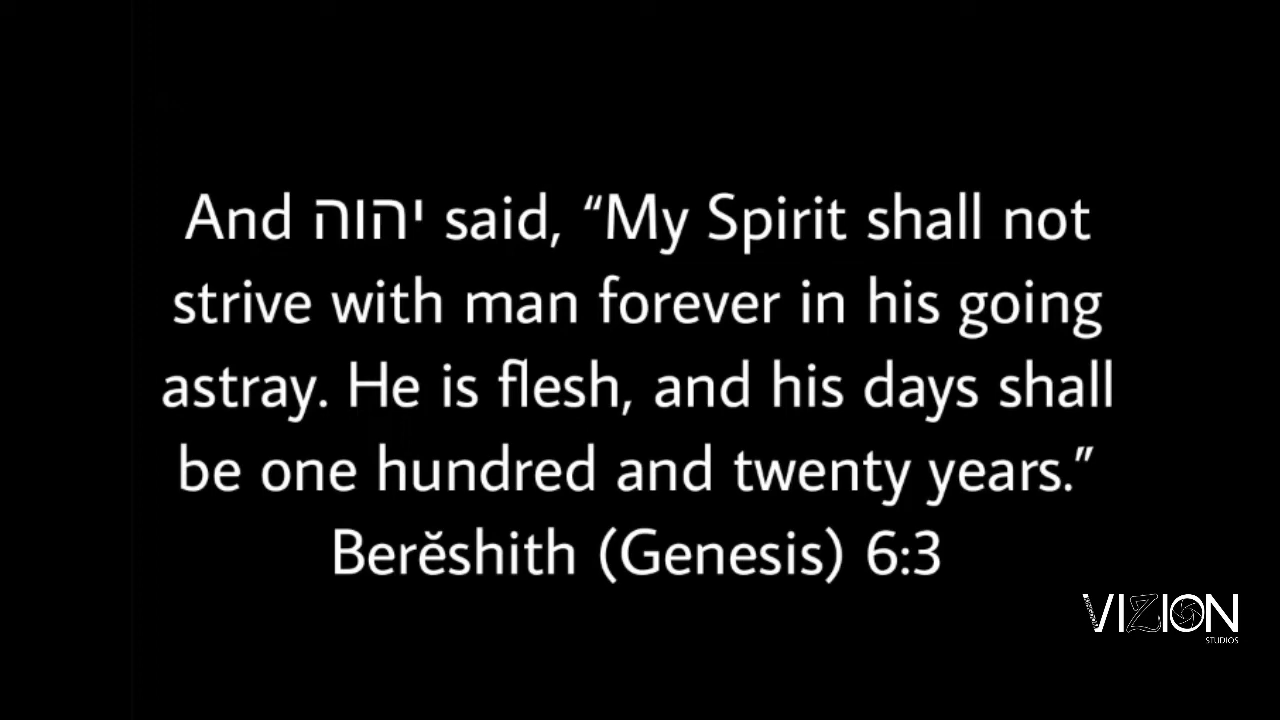 And יהוה said, “My Spirit shall not
strive with man forever in his going
astray. He is flesh, and his days shall
be one hundred and twenty years.”
Berĕshith (Genesis) 6:3
VIZION
STUDIOS